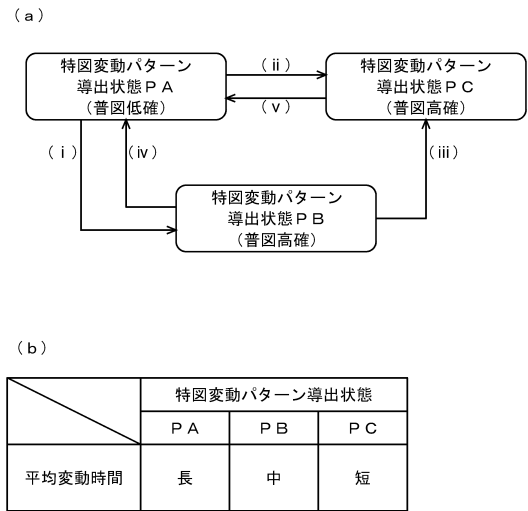 (a)
特図変動パターン
導出状態PA
(普図低確)
(ii)
(v)
特図変動パターン
導出状態PC
(普図高確)
(i)
(iv)
(iii)
特図変動パターン
導出状態PB
(普図高確)
(b)
特図変動パターン導出状態
PA PB PC
平均変動時間 長 中 短